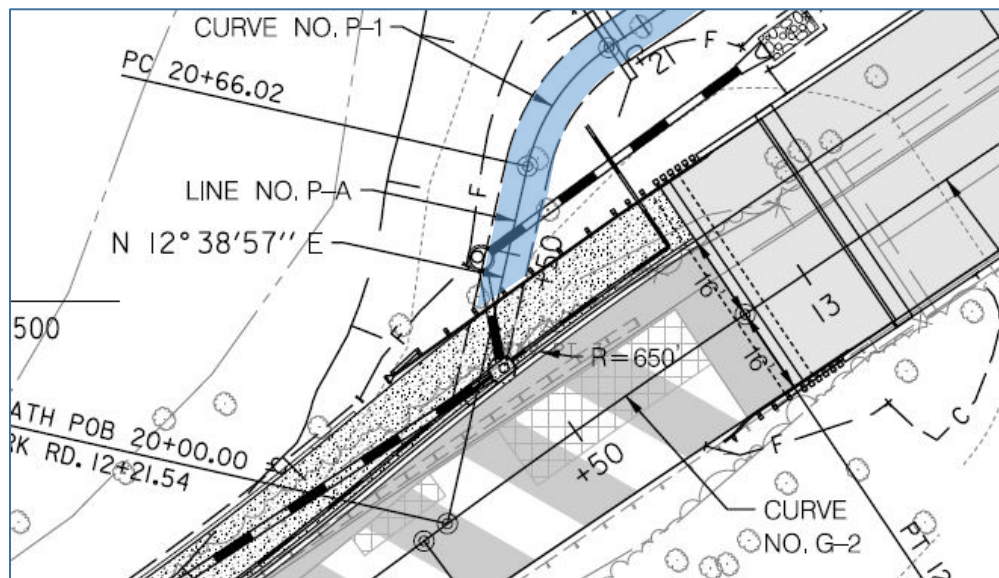 CURVE NO. P-1
PC 20+66.02
LINE NO. P-A
N 12°38'57'' E
500
ATH POB 20+00.00
RK RD. 12+21.54
+50
F
F
+21
F
16
16
13
R=650'
F
C
+50
CURVE
NO. G-2
PT 12